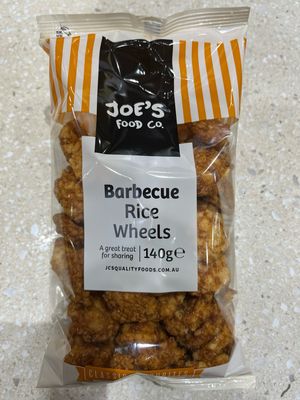 JOE'S
FOOD CO.
Barbecue
Rice
Wheels
A great treat
for sharing
140g℮
JCSQUALITYFOODS.COM.AU